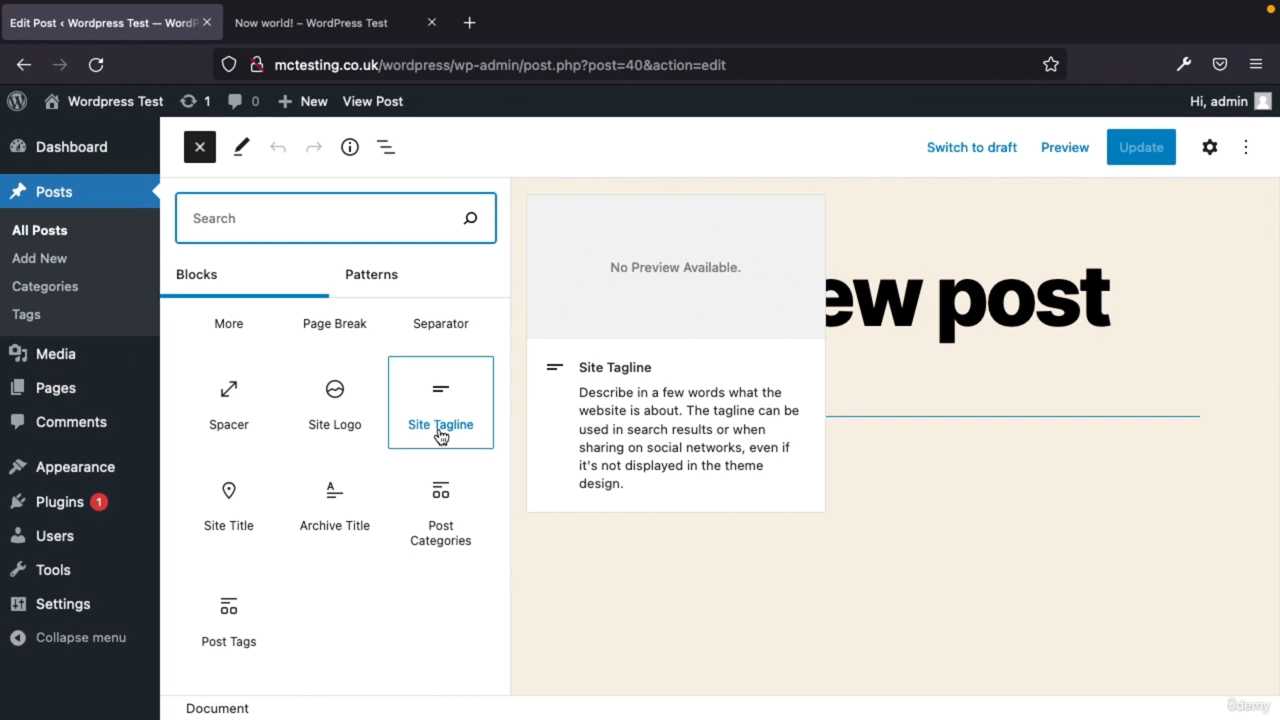 Edit Post ‹ Wordpress Test — WordP
Now world! – WordPress Test
mctesting.co.uk/wordpress/wp-admin/post.php?post=40&action=edit
Wordpress Test
1
0
New
View Post
Hi, admin
Dashboard
Posts
All Posts
Add New
Categories
Tags
Media
Pages
Comments
Appearance
Plugins 1
Users
Tools
Settings
Collapse menu
Switch to draft
Preview
Update
Search
Blocks
Patterns
More
Page Break
Separator
Spacer
Site Logo
Site Tagline
Site Title
Archive Title
Post
Categories
Post Tags
No Preview Available.
Site Tagline
Describe in a few words what the
website is about. The tagline can be
used in search results or when
sharing on social networks, even if
it's not displayed in the theme
design.
ew post
Document
ûdemy